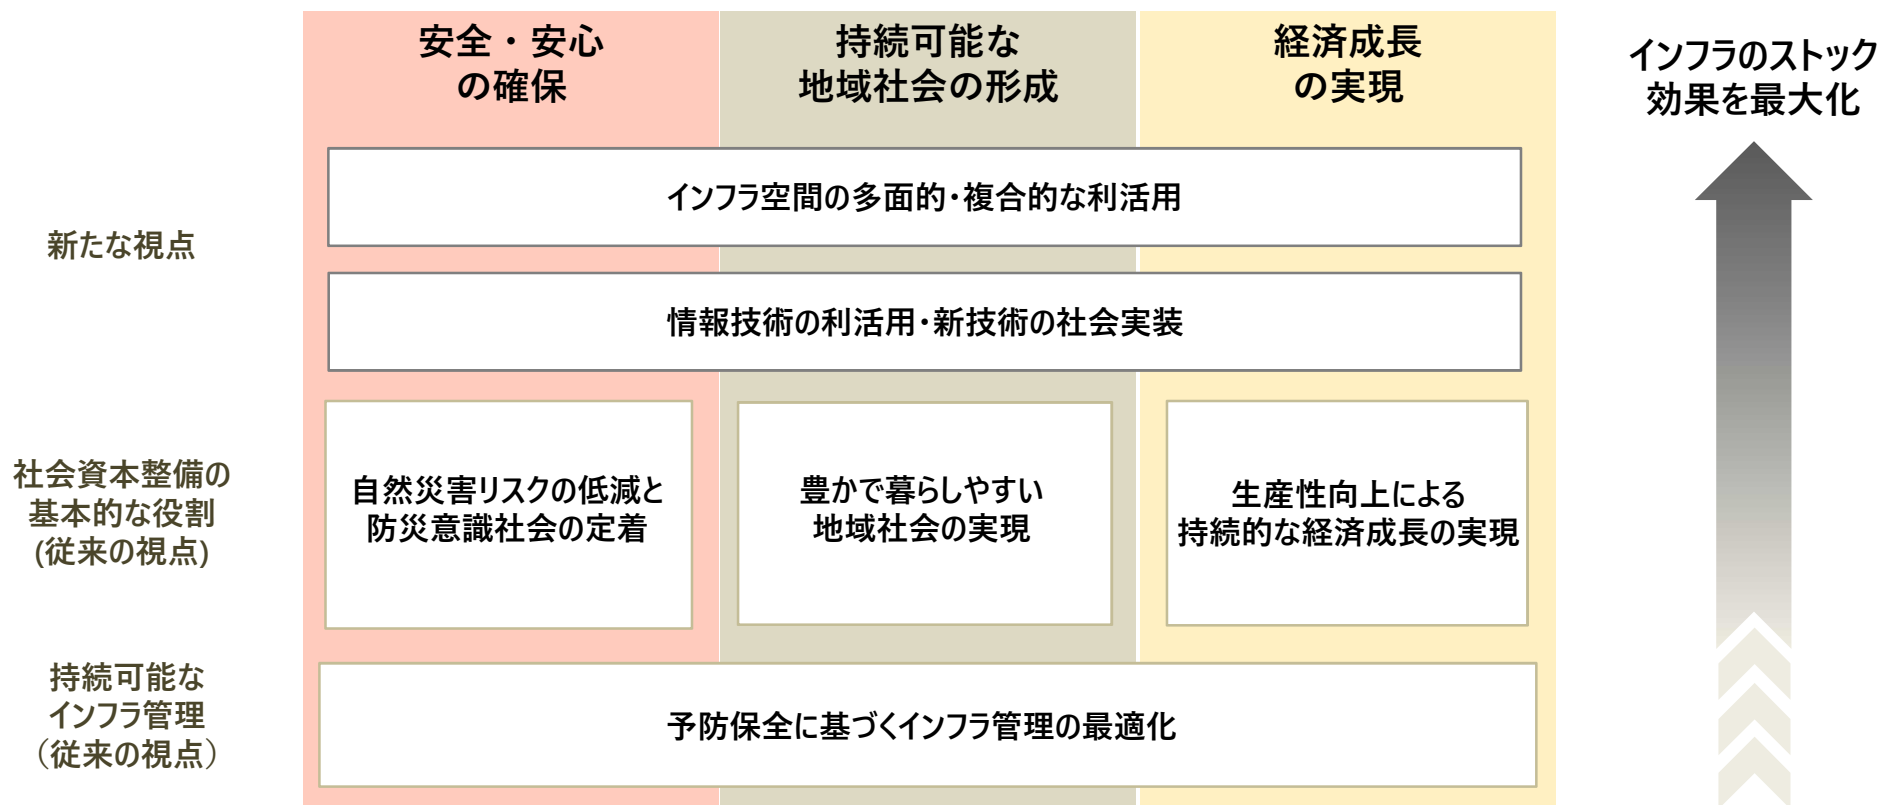 安全・安心
の確保
持続可能な
地域社会の形成
経済成長
の実現
インフラのストック
効果を最大化
新たな視点
インフラ空間の多面的・複合的な利活用
情報技術の利活用・新技術の社会実装
社会資本整備の
基本的な役割
(従来の視点)
自然災害リスクの低減と
防災意識社会の定着
豊かで暮らしやすい
地域社会の実現
生産性向上による
持続的な経済成長の実現
持続可能な
インフラ管理
（従来の視点）
予防保全に基づくインフラ管理の最適化